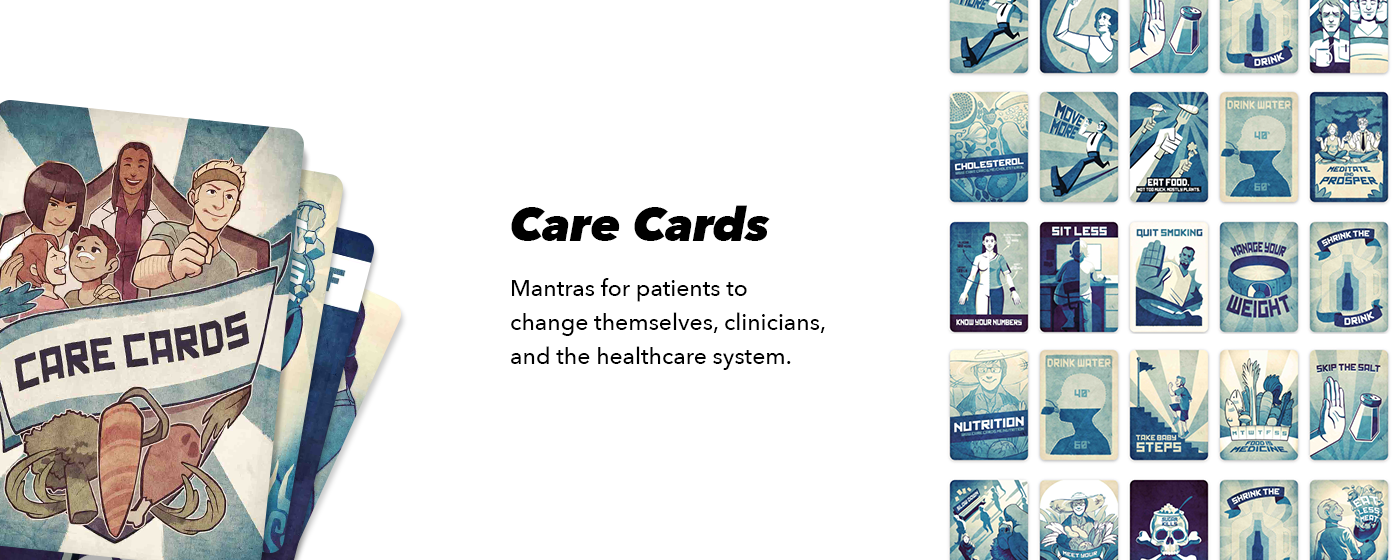 CARE CARDS
F
Care Cards
Mantras for patients to
change themselves, clinicians,
and the healthcare system.
MORE
DRINK
CHOLESTEROL
MOVE
MORE
EAT FOOD.
NOT TOO MUCH. MOSTLY PLANTS.
DRINK WATER
40°
60°
MEDITATE
AND
PROSPER
KNOW YOUR NUMBERS
SIT LESS
QUIT SMOKING
MANAGE YOUR
WEIGHT
SHRINK THE
DRINK
NUTRITION
DRINK WATER
40°
60°
TAKE BABY
STEPS
M T W T F S S
FOOD IS
MEDICINE
SKIP THE SALT
SLOW DOWN
MEET YOUR
SHRINK THE
EAT
LESS
MEAT